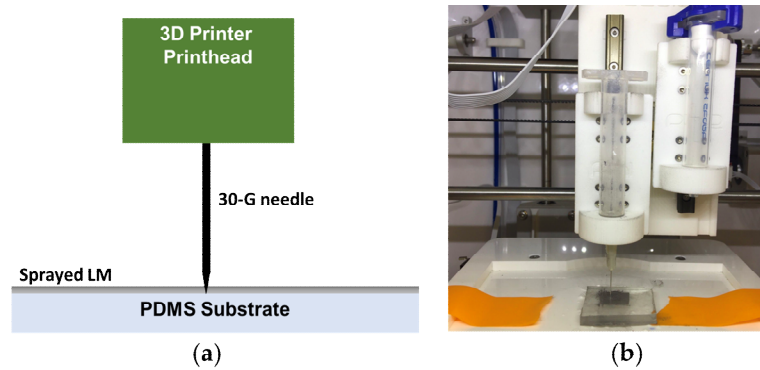 3D Printer
Printhead
30-G needle
Sprayed LM
PDMS Substrate
(a)
(b)